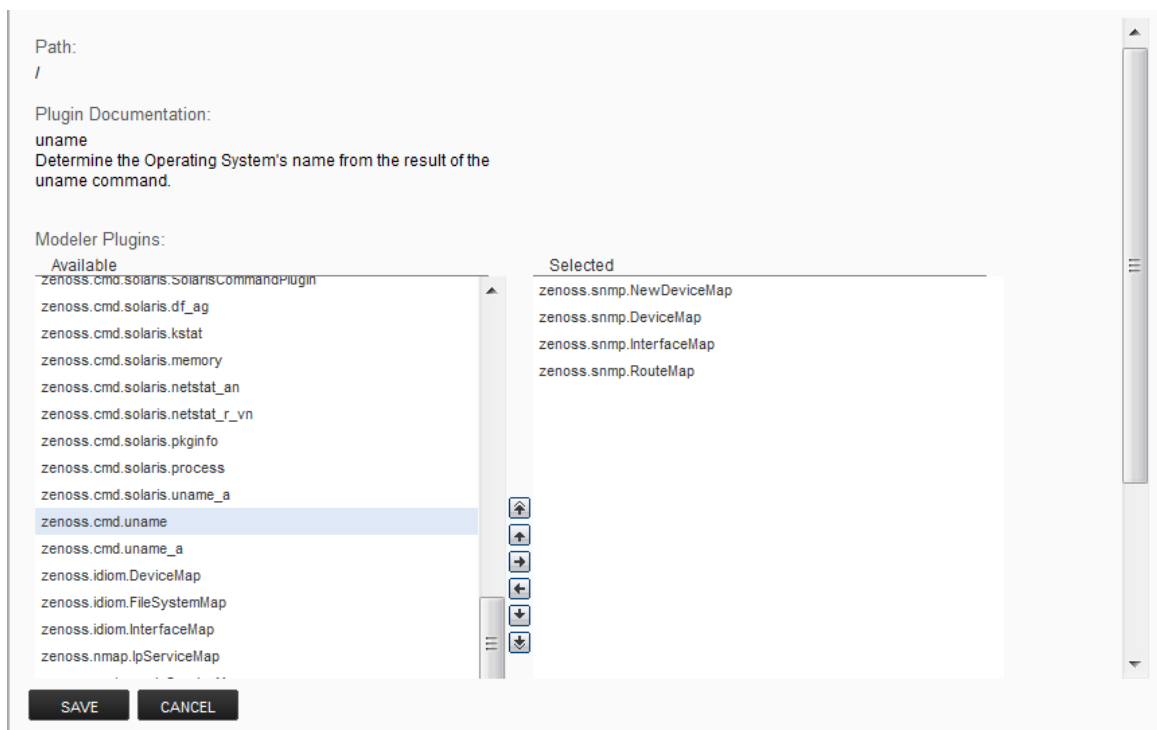 Path:
/
Plugin Documentation:
uname
Determine the Operating System's name from the result of the
uname command.
Modeler Plugins:
Available
zenoss.cmd.solaris.SolarisCommandPlugin
zenoss.cmd.solaris.df_ag
zenoss.cmd.solaris.kstat
zenoss.cmd.solaris.memory
zenoss.cmd.solaris.netstat_an
zenoss.cmd.solaris.netstat_r_vn
zenoss.cmd.solaris.pkginfo
zenoss.cmd.solaris.process
zenoss.cmd.solaris.uname_a
zenoss.cmd.uname
zenoss.cmd.uname_a
zenoss.idiom.DeviceMap
zenoss.idiom.FileSystemMap
zenoss.idiom.InterfaceMap
zenoss.nmap.IpServiceMap
Selected
zenoss.snmp.NewDeviceMap
zenoss.snmp.DeviceMap
zenoss.snmp.InterfaceMap
zenoss.snmp.RouteMap
SAVE
CANCEL